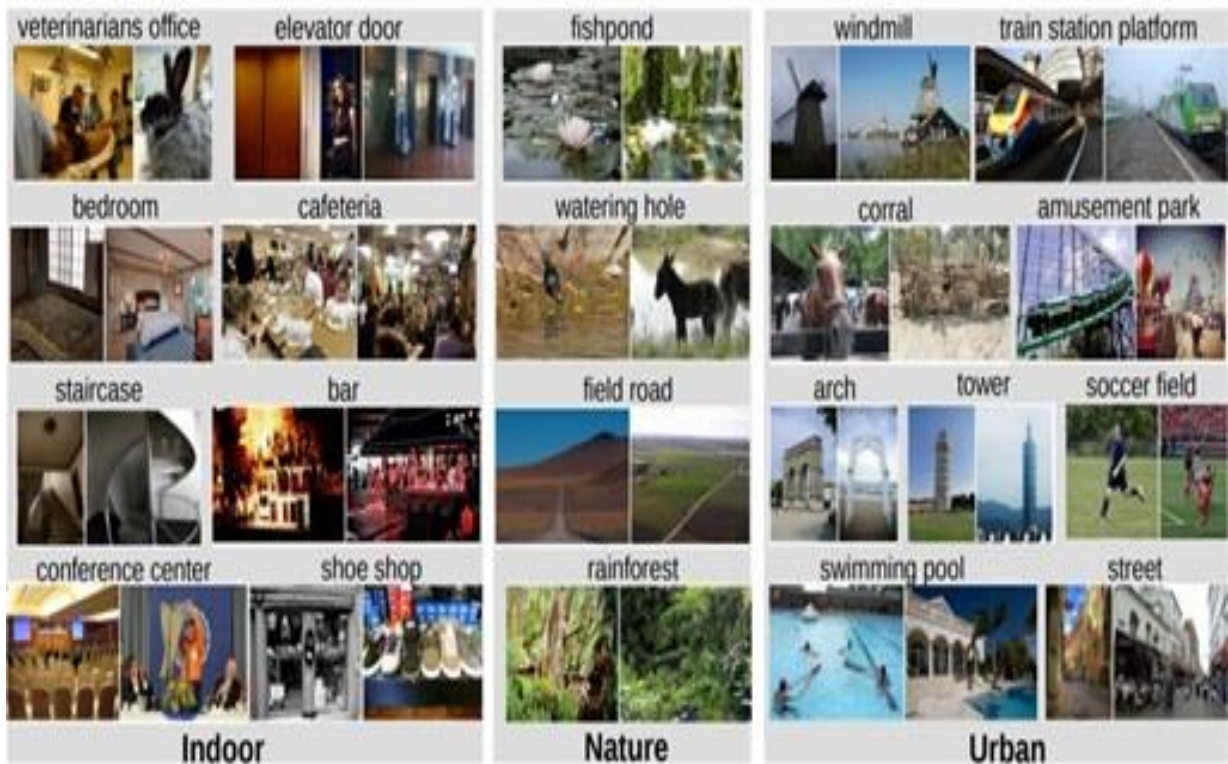 veterinarians office elevator door fishpond windmill train station platform
bedroom cafeteria watering hole corral amusement park
staircase bar field road arch tower soccer field
conference center shoe shop rainforest swimming pool street
Indoor Nature Urban